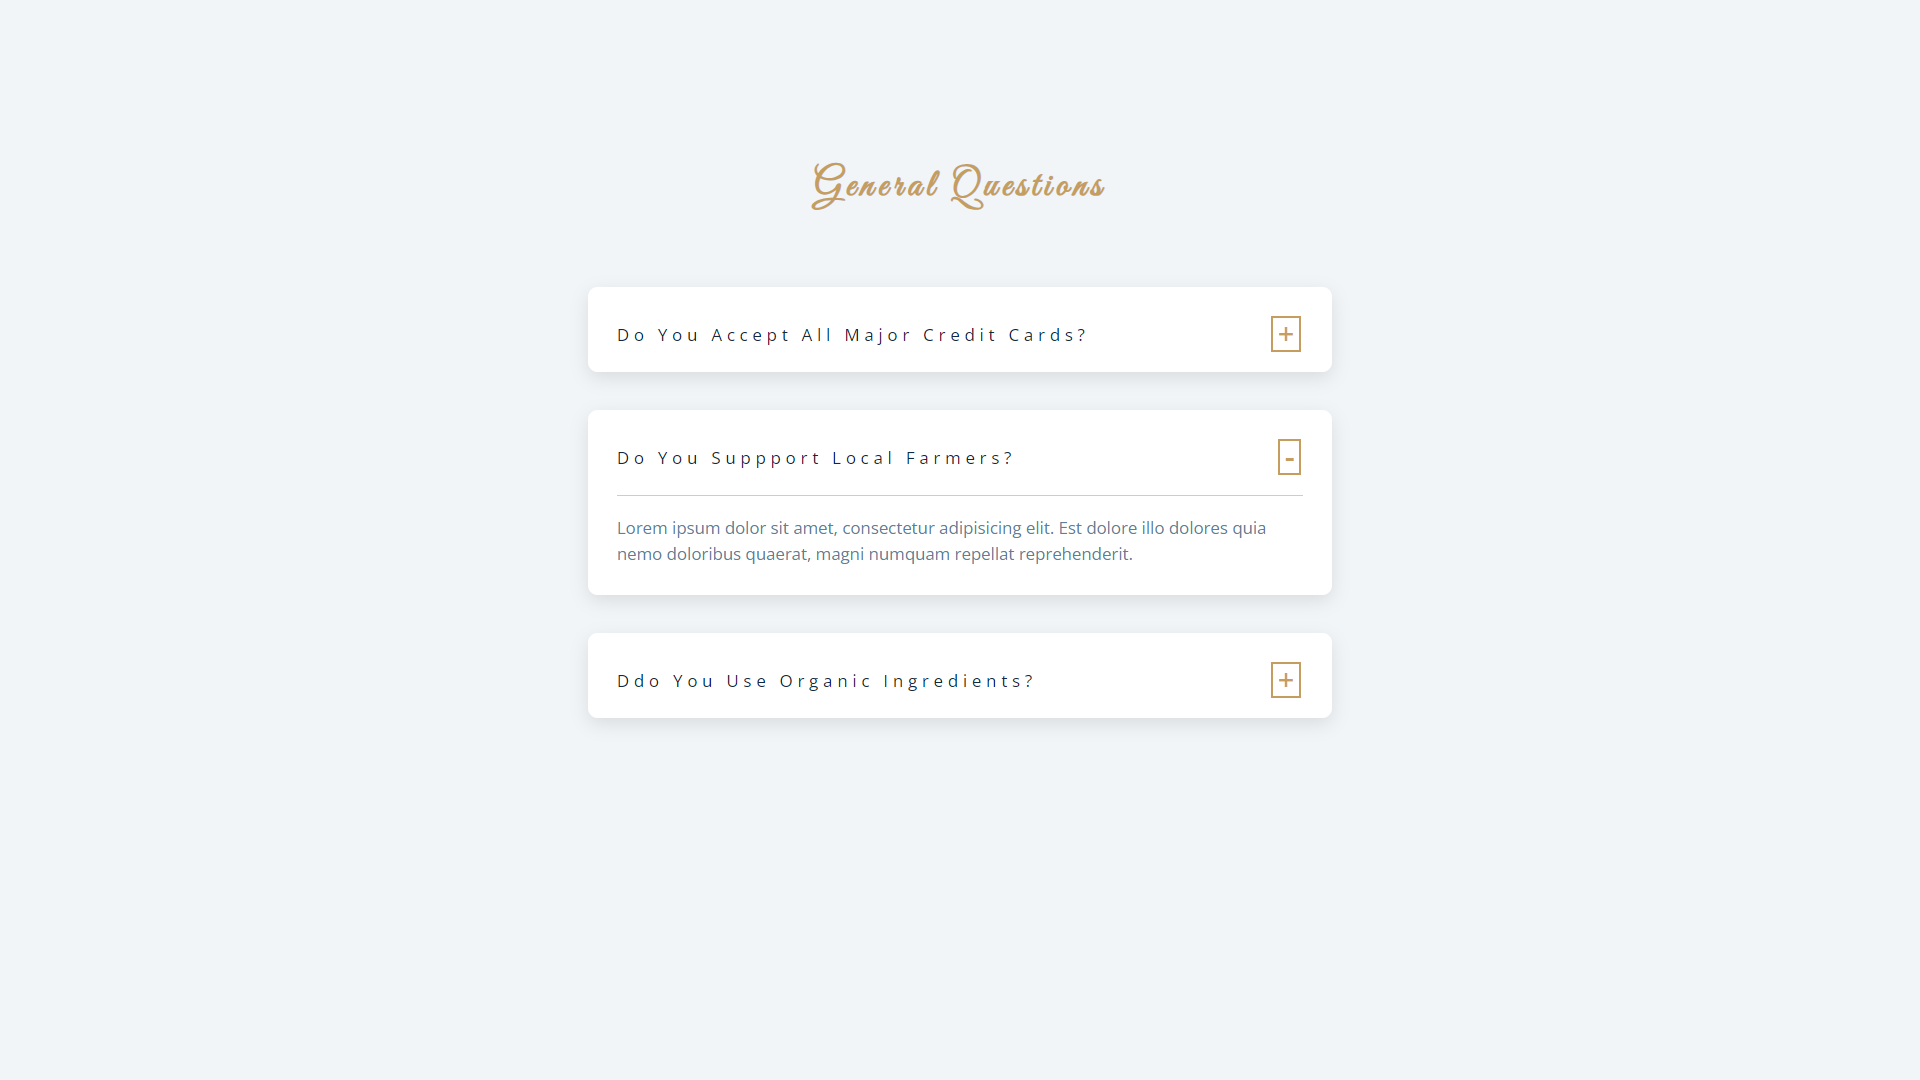 General Questions
Do You Accept All Major Credit Cards?
+
Do You Suppport Local Farmers?
-
Lorem ipsum dolor sit amet, consectetur adipisicing elit. Est dolore illo dolores quia
nemo doloribus quaerat, magni numquam repellat reprehenderit.
Ddo You Use Organic Ingredients?
+